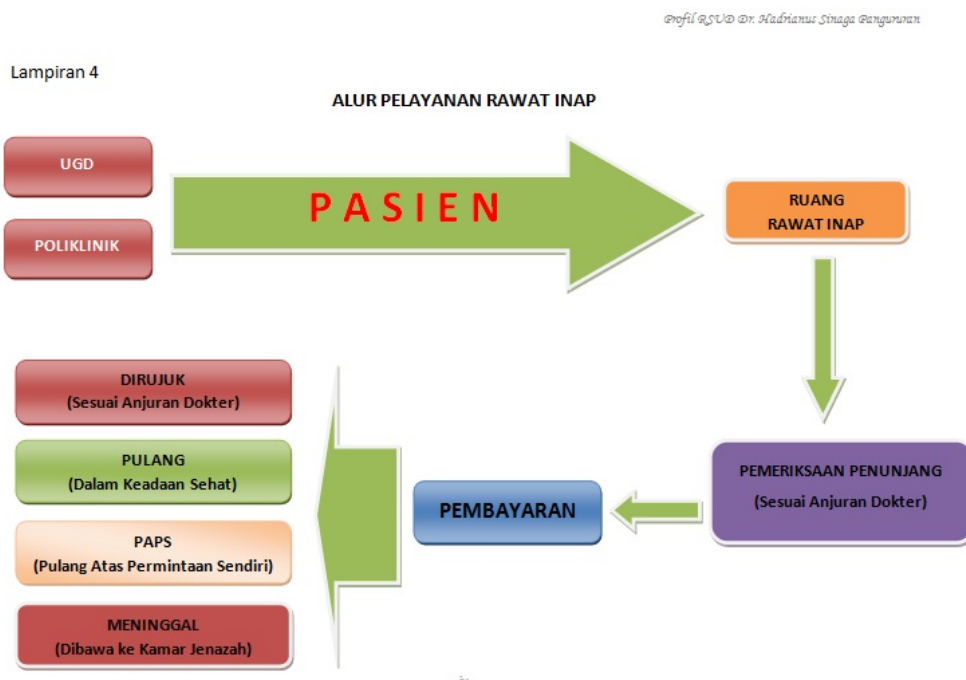 Profil RSUD Dr. Hadrianus Sinaga Pangururan
Lampiran 4
ALUR PELAYANAN RAWAT INAP
UGD
POLIKLINIK
PASIEN
RUANG
RAWAT INAP
PEMERIKSAAN PENUNJANG
(Sesuai Anjuran Dokter)
PEMBAYARAN
DIRUJUK
(Sesuai Anjuran Dokter)
PULANG
(Dalam Keadaan Sehat)
PAPS
(Pulang Atas Permintaan Sendiri)
MENINGGAL
(Dibawa ke Kamar Jenazah)